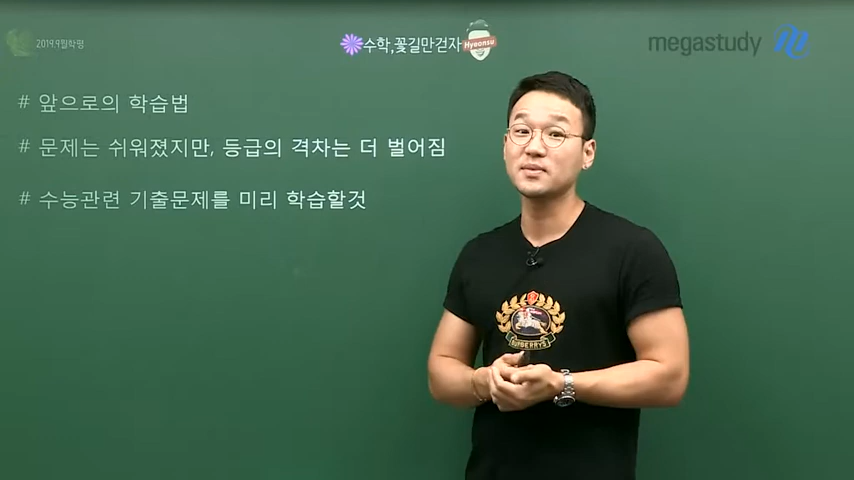 2019.9월학평
수학,꽃길만걷자
Hyeonsu
megastudy
# 앞으로의 학습법
# 문제는 쉬워졌지만, 등급의 격차는 더 벌어짐
# 수능관련 기출문제를 미리 학습할것
BURBERRYS